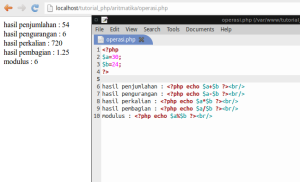 localhost/tutorial_php/aritmatika/operasi.php
hasil penjumlahan : 54
hasil pengurangan : 6
hasil perkalian : 720
hasil pembagian : 1.25
modulus : 6
operasi.php (/var/www/tutorial
File Edit View Search Tools Documents Help
operasi.php
1 <?php
2 $a=30;
3 $b=24;
4 ?>
5
6 hasil penjumlahan : <?php echo $a+$b ?><br/>
7 hasil pengurangan : <?php echo $a-$b ?><br/>
8 hasil perkalian : <?php echo $a*$b ?><br/>
9 hasil pembagian : <?php echo $a/$b ?><br/>
10 modulus : <?php echo $a%$b ?><br/>